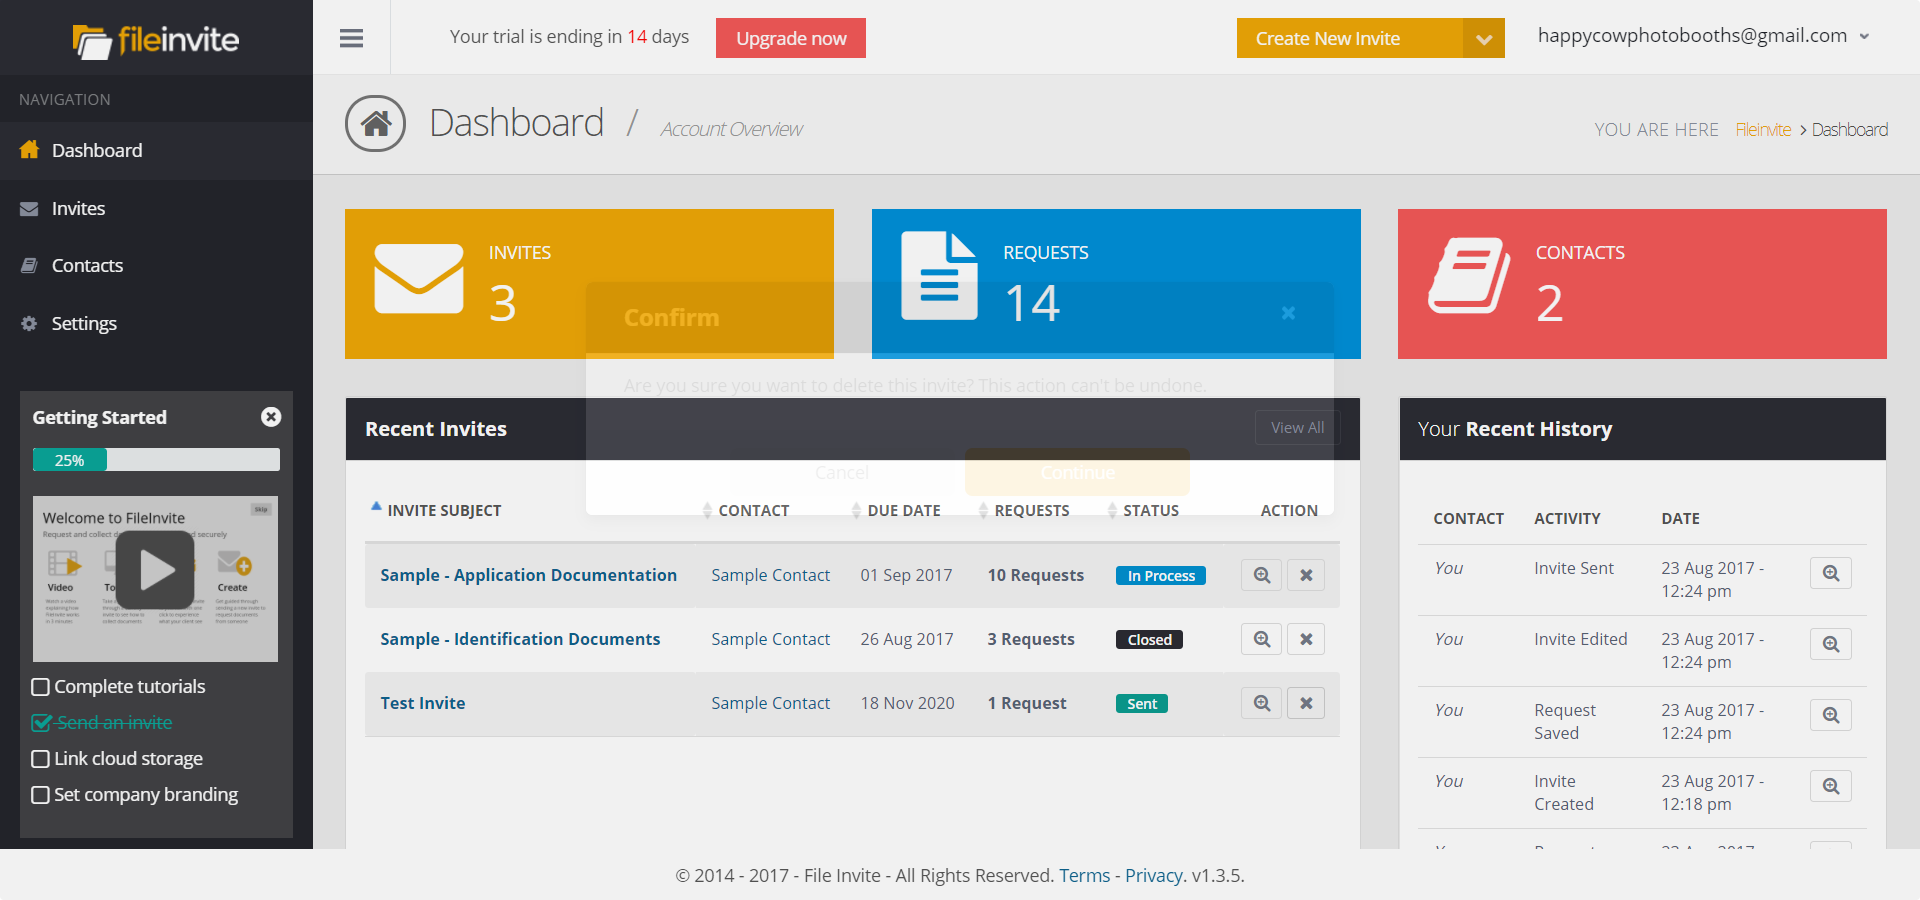 fileinvite
Your trial is ending in 14 days
Upgrade now
Create New Invite
happycowphotobooths@gmail.com
NAVIGATION
Dashboard
Invites
Contacts
Settings
Dashboard / Account Overview
YOU ARE HERE Fileinvite > Dashboard
INVITES
3
REQUESTS
14
CONTACTS
2
Confirm
Are you sure you want to delete this invite? This action can't be undone.
Cancel
Continue
Getting Started
25%
Skip
Welcome to FileInvite
Request and collect securely
Video
To
Create
Complete tutorials
Send an invite
Link cloud storage
Set company branding
Recent Invites
View All
INVITE SUBJECT CONTACT DUE DATE REQUESTS STATUS ACTION
Sample - Application Documentation Sample Contact 01 Sep 2017 10 Requests In Process
Sample - Identification Documents Sample Contact 26 Aug 2017 3 Requests Closed
Test Invite Sample Contact 18 Nov 2020 1 Request Sent
Your Recent History
CONTACT ACTIVITY DATE
You Invite Sent 23 Aug 2017 -
12:24 pm
You Invite Edited 23 Aug 2017 -
12:24 pm
You Request 23 Aug 2017 -
Saved 12:24 pm
You Invite 23 Aug 2017 -
Created 12:18 pm
© 2014 - 2017 - File Invite - All Rights Reserved. Terms - Privacy. v1.3.5.